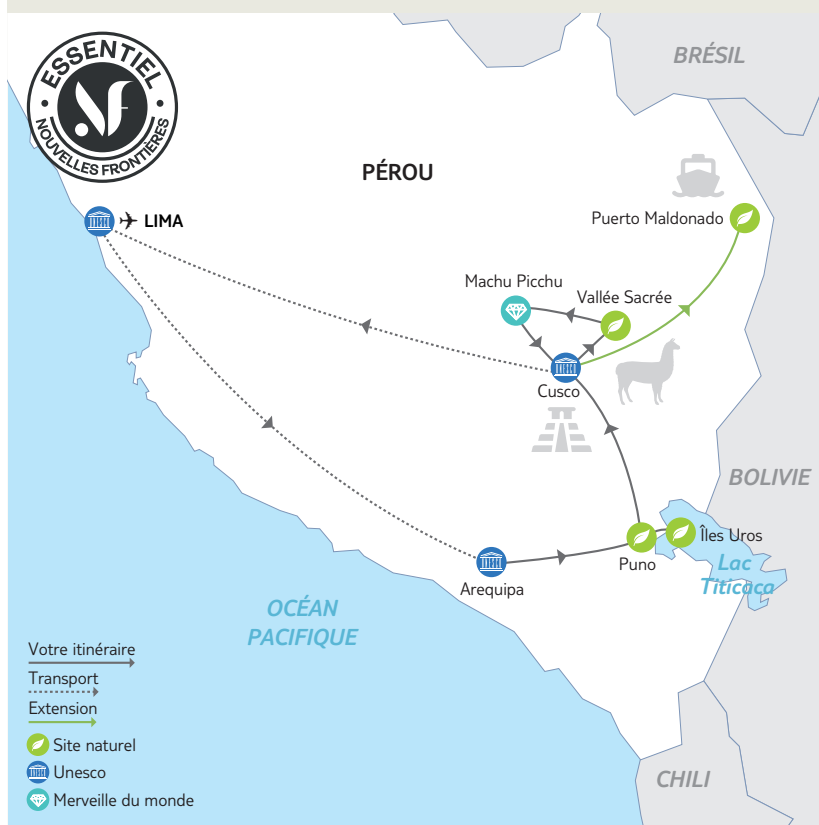 ESSENTIEL
NOUVELLES FRONTIÈRES
BRÉSIL
PÉROU
LIMA
Puerto Maldonado
Machu Picchu
Vallée Sacrée
Cusco
BOLIVIE
Îles Uros
Puno
Lac
Titicaca
Arequipa
OCÉAN
PACIFIQUE
Votre itinéraire
Transport
Extension
Site naturel
Unesco
Merveille du monde
CHILI